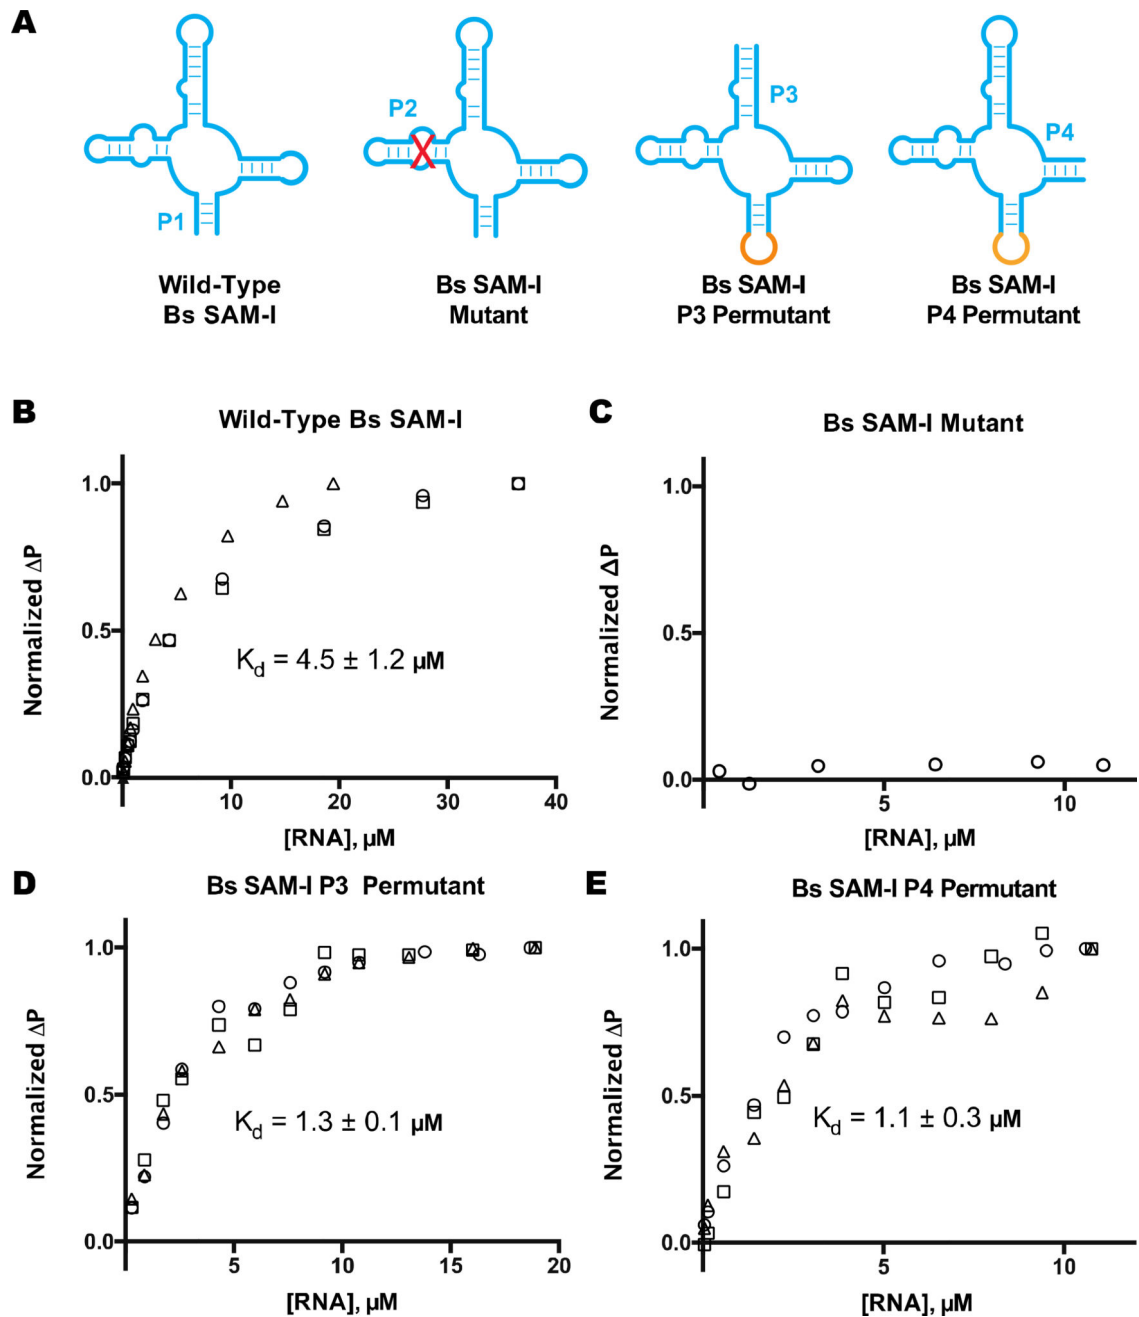 A
P1
P2
P3
P4
Wild-Type
Bs SAM-I
Bs SAM-I
Mutant
Bs SAM-I
P3 Permutant
Bs SAM-I
P4 Permutant
B
Wild-Type Bs SAM-I
Normalized ΔP
1.0
0.5
0.0
Kd = 4.5 ± 1.2 µM
10
20
30
40
[RNA], µM
C
Bs SAM-I Mutant
Normalized ΔP
1.0
0.5
0.0
5
10
[RNA], µM
D
Bs SAM-I P3 Permutant
Normalized ΔP
1.0
0.5
0.0
Kd = 1.3 ± 0.1 µM
5
10
15
20
[RNA], µM
E
Bs SAM-I P4 Permutant
Normalized ΔP
1.0
0.5
0.0
Kd = 1.1 ± 0.3 µM
5
10
[RNA], µM